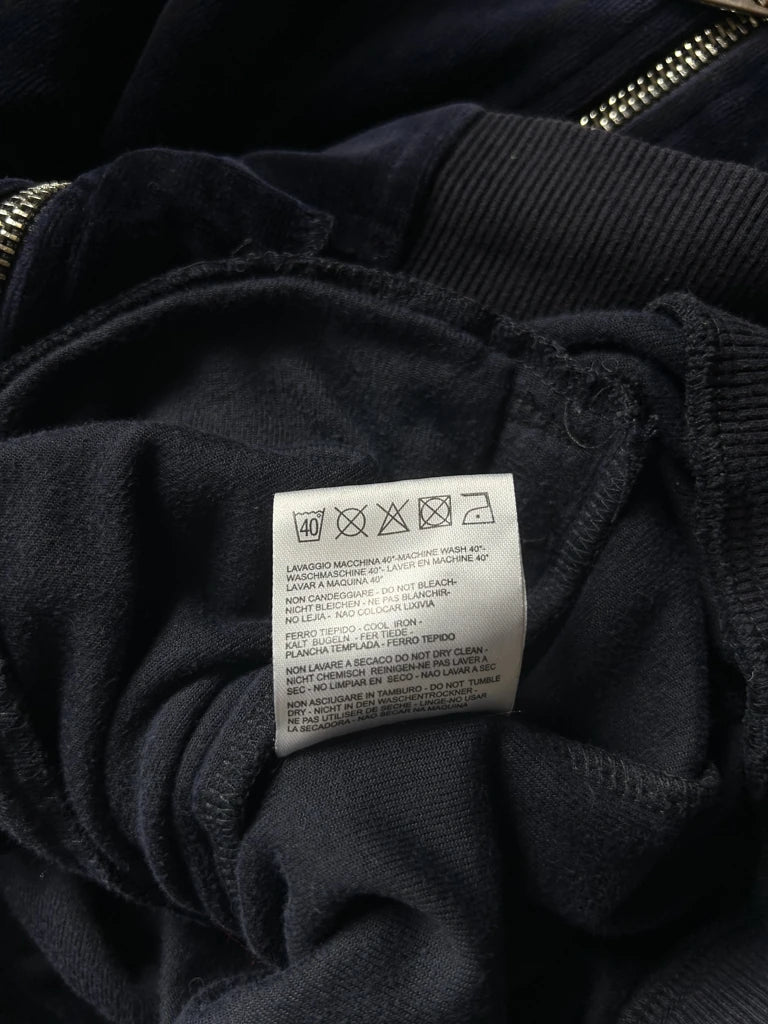 40°
LAVAGGIO MACCHINA 40°-MACHINE WASH 40°-
WASCHMASCHINE 40°- LAVER EN MACHINE 40°
LAVAR A MAQUINA 40°
NON CANDEGGIARE - DO NOT BLEACH-
NICHT BLEICHEN - NE PAS BLANCHIR-
NO LEJIA - NAO COLOCAR LIXIVIA
FERRO TIEPIDO - COOL IRON -
KALT BUGELN - FER TIEDE -
PLANCHA TEMPLADA - FERRO TEPIDO
NON LAVARE A SECACO DO NOT DRY CLEAN -
NICHT CHEMISCH REINIGEN-NE PAS LAVER A
SEC - NO LIMPIAR EN SECO - NAO LAVAR A SEC
NON ASCIUGARE IN TAMBURO - DO NOT TUMBLE
DRY - NICHT IN DEN WASCHENTROCKNER-
NE PAS UTILISER DE SECHE - LINGE-NO USAR
LA SECADORA - NÃO SECAR NA MAQUINA